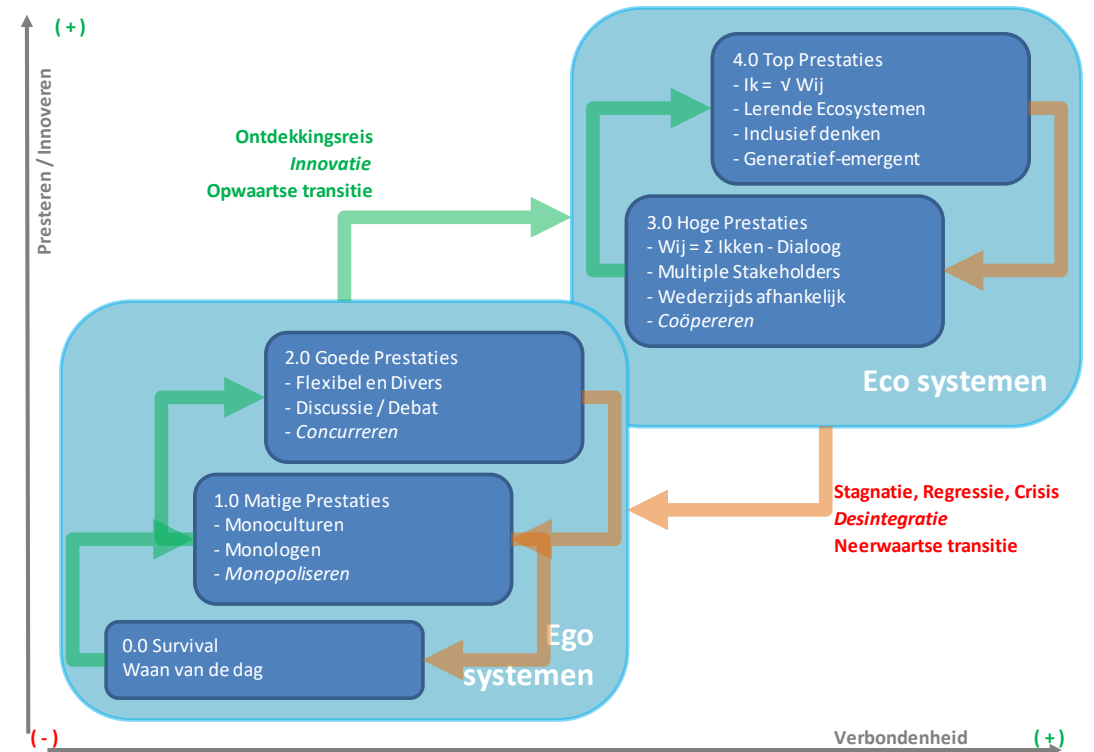 ( + )
Presteren / Innoveren
4.0 Top Prestaties
- Ik = √ Wij
- Lerende Ecosystemen
- Inclusief denken
- Generatief-emergent
Ontdekkingsreis
Innovatie
Opwaartse transitie
3.0 Hoge Prestaties
- Wij = Σ Ikken - Dialoog
- Multiple Stakeholders
- Wederzijds afhankelijk
- Coöpereren
Eco systemen
2.0 Goede Prestaties
- Flexibel en Divers
- Discussie / Debat
- Concurreren
1.0 Matige Prestaties
- Monoculturen
- Monologen
- Monopoliseren
Stagnatie, Regressie, Crisis
Desintegratie
Neerwaartse transitie
0.0 Survival
Waan van de dag
Ego
systemen
( - )
Verbondenheid
( + )